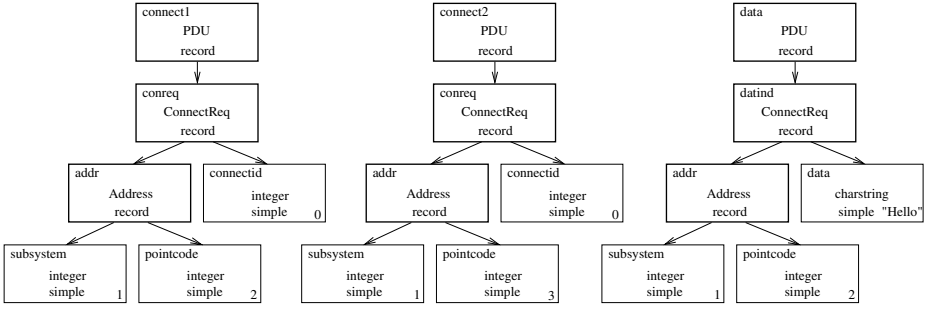 connect1
PDU
record
conreq
ConnectReq
record
addr
Address
record
connectid
integer
simple 0
subsystem
integer
simple 1
pointcode
integer
simple 2
connect2
PDU
record
conreq
ConnectReq
record
addr
Address
record
connectid
integer
simple 0
subsystem
integer
simple 1
pointcode
integer
simple 3
data
PDU
record
datind
ConnectReq
record
addr
Address
record
data
charstring
simple "Hello"
subsystem
integer
simple 1
pointcode
integer
simple 2